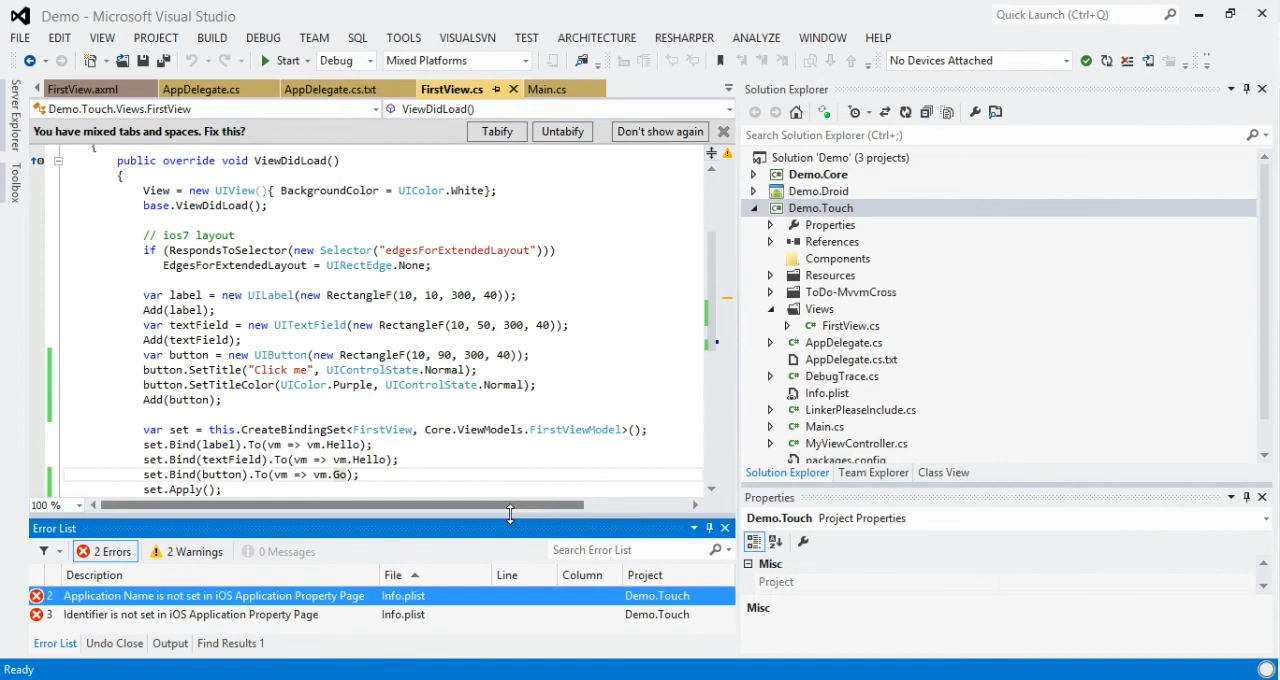 Demo - Microsoft Visual Studio
Quick Launch (Ctrl+Q)
FILE EDIT VIEW PROJECT BUILD DEBUG TEAM SQL TOOLS VISUALSVN TEST ARCHITECTURE RESHARPER ANALYZE WINDOW HELP
Start Debug Mixed Platforms No Devices Attached
Server Explorer
Toolbox
FirstView.axml AppDelegate.cs AppDelegate.cs.txt FirstView.cs Main.cs
Demo.Touch.Views.FirstView ViewDidLoad()
You have mixed tabs and spaces. Fix this? Tabify Untabify Don't show again
{
public override void ViewDidLoad()
{
View = new UIView(){ BackgroundColor = UIColor.White};
base.ViewDidLoad();
// ios7 layout
if (RespondsToSelector(new Selector("edgesForExtendedLayout")))
EdgesForExtendedLayout = UIRectEdge.None;
var label = new UILabel(new RectangleF(10, 10, 300, 40));
Add(label);
var textField = new UITextField(new RectangleF(10, 50, 300, 40));
Add(textField);
var button = new UIButton(new RectangleF(10, 90, 300, 40));
button.SetTitle("Click me", UIControlState.Normal);
button.SetTitleColor(UIColor.Purple, UIControlState.Normal);
Add(button);
var set = this.CreateBindingSet<FirstView, Core.ViewModels.FirstViewModel>();
set.Bind(label).To(vm => vm.Hello);
set.Bind(textField).To(vm => vm.Hello);
set.Bind(button).To(vm => vm.Go);
set.Apply();
100 %
Error List
2 Errors 2 Warnings 0 Messages Search Error List
Description File Line Column Project
2 Application Name is not set in iOS Application Property Page Info.plist Demo.Touch
3 Identifier is not set in iOS Application Property Page Info.plist Demo.Touch
Error List Undo Close Output Find Results 1
Ready
Solution Explorer
Search Solution Explorer (Ctrl+;)
Solution 'Demo' (3 projects)
Demo.Core
Demo.Droid
Demo.Touch
Properties
References
Components
Resources
ToDo-MvvmCross
Views
FirstView.cs
AppDelegate.cs
AppDelegate.cs.txt
DebugTrace.cs
Info.plist
LinkerPleaseInclude.cs
Main.cs
MyViewController.cs
packages.config
Solution Explorer Team Explorer Class View
Properties
Demo.Touch Project Properties
Misc
Project
Misc